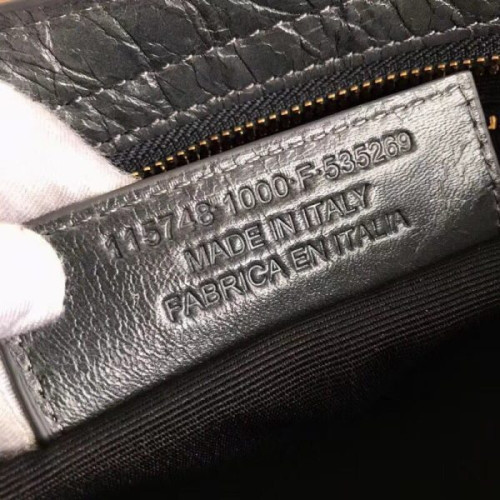 115748·1000·F·535269
MADE IN ITALY
FABRICA EN ITALIA